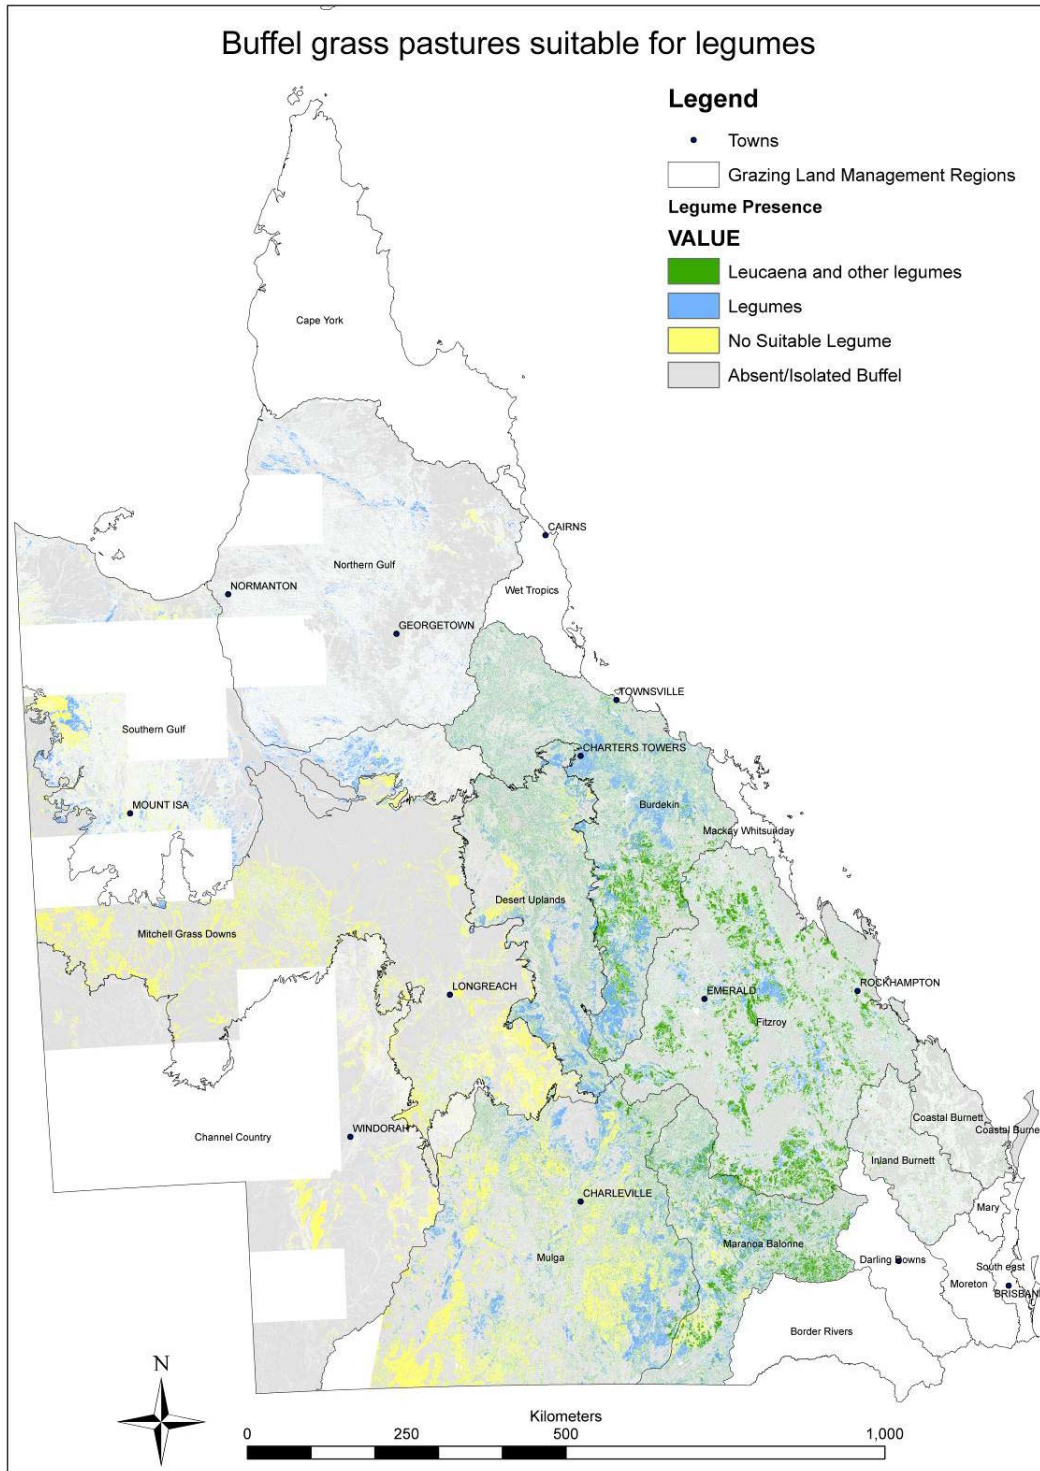 Buffel grass pastures suitable for legumes
Legend
Towns
Grazing Land Management Regions
Legume Presence
VALUE
Leucaena and other legumes
Legumes
No Suitable Legume
Absent/Isolated Buffel
Cape York
CAIRNS
Northern Gulf
NORMANTON
Wet Tropics
GEORGETOWN
TOWNSVILLE
Southern Gulf
CHARTERS TOWERS
MOUNT ISA
Burdekin
Mackay Whitsunday
Desert Uplands
Mitchell Grass Downs
LONGREACH
EMERALD
ROCKHAMPTON
Fitzroy
Coastal Burnett
Coastal Burne
WINDORAH
Channel Country
Inland Burnett
CHARLEVILLE
Mary
Maranoa Balonne
Mulga
Darling Downs
South east
Moreton
BRISBANE
Border Rivers
N
Kilometers
0 250 500 1,000